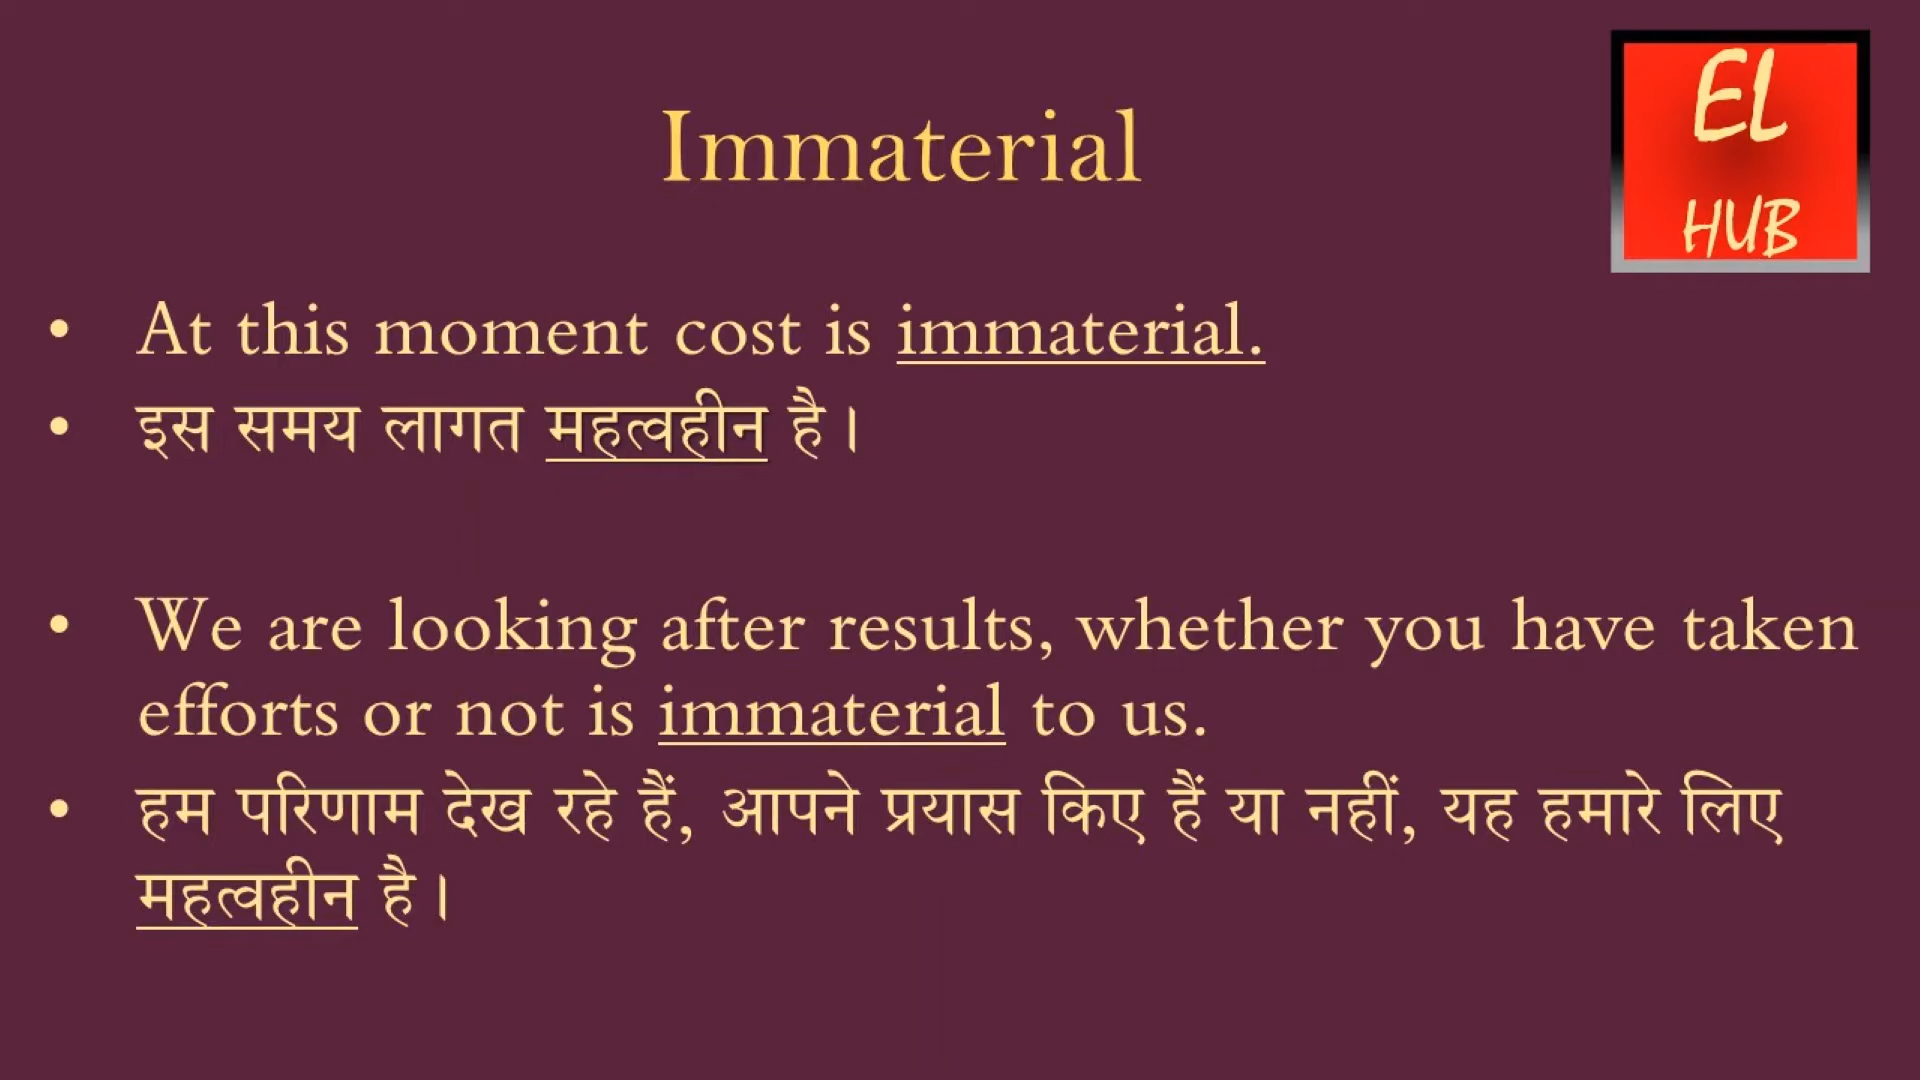 EL
HUB
Immaterial
• At this moment cost is immaterial.
• इस समय लागत महत्वहीन है।
• We are looking after results, whether you have taken
efforts or not is immaterial to us.
• हम परिणाम देख रहे हैं, आपने प्रयास किए हैं या नहीं, यह हमारे लिए
महत्वहीन है।